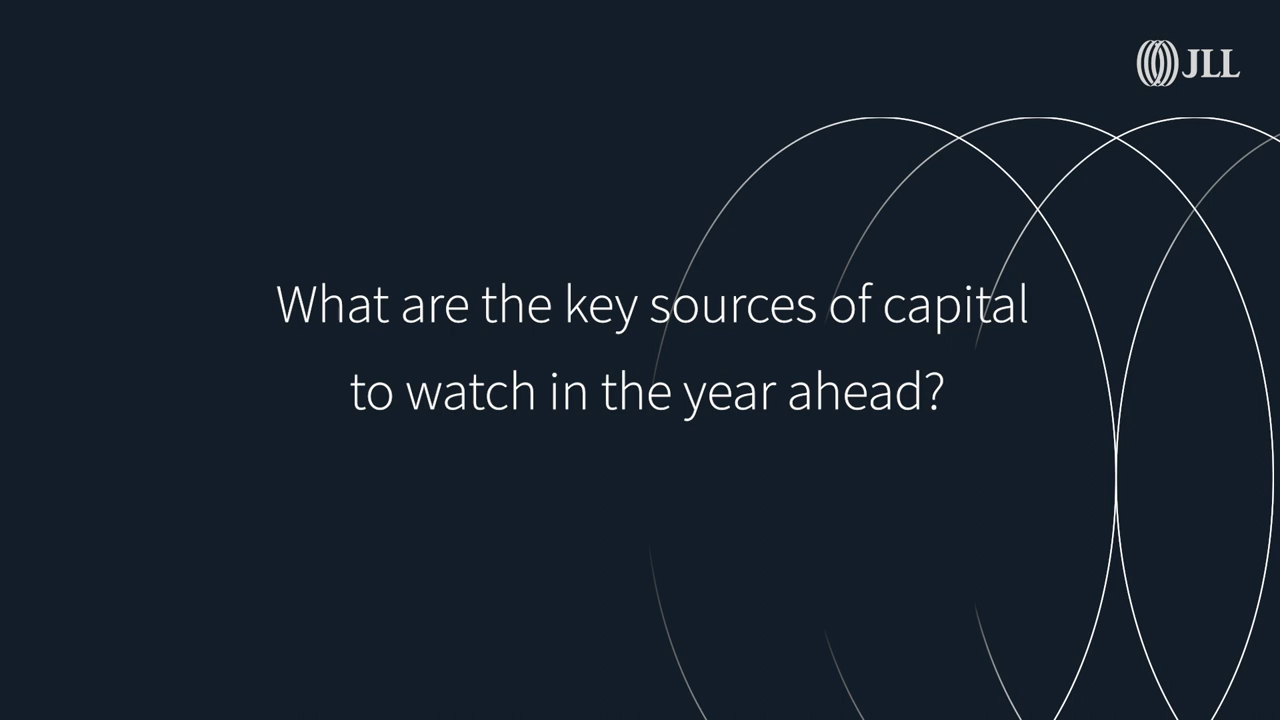 JLL
What are the key sources of capital
to watch in the year ahead?